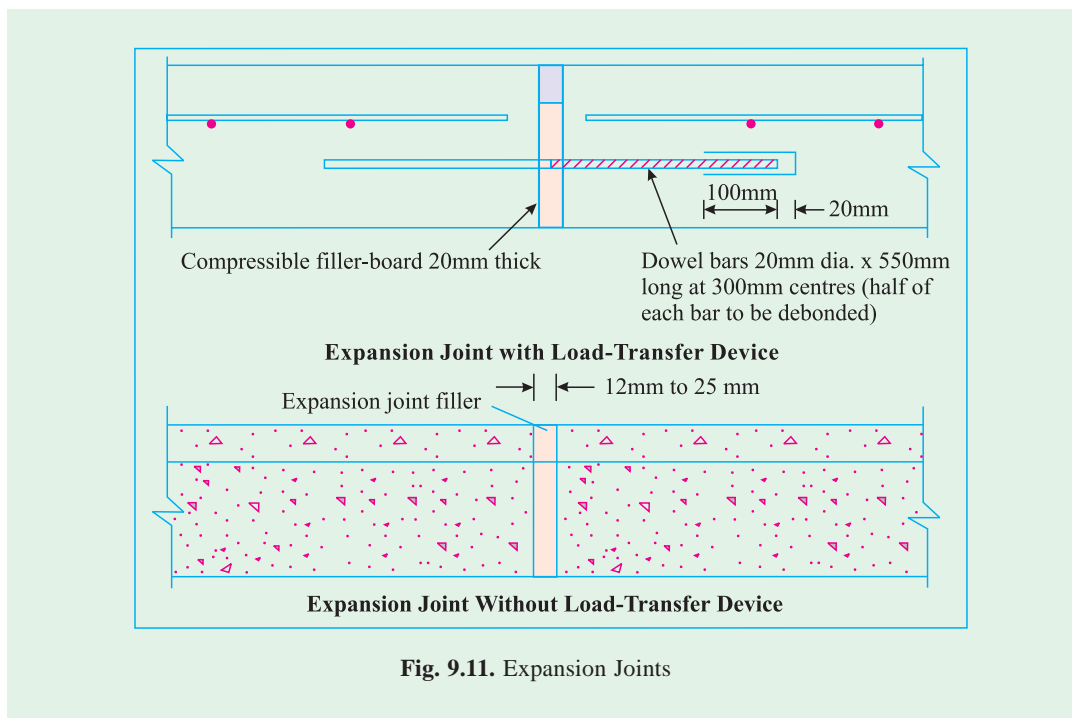 100mm
20mm
Compressible filler-board 20mm thick
Dowel bars 20mm dia. x 550mm
long at 300mm centres (half of
each bar to be debonded)
Expansion Joint with Load-Transfer Device
12mm to 25 mm
Expansion joint filler
Expansion Joint Without Load-Transfer Device
Fig. 9.11. Expansion Joints